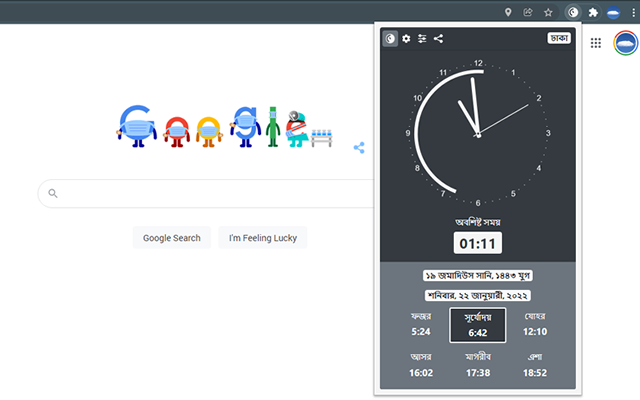 Google
Google Search
I'm Feeling Lucky
ঢাকা
12
1
2
3
4
5
6
7
8
9
10
11
অবশিষ্ট সময়
01:11
১৯ জমাদিউস সানি, ১৪৪৩ যুগ
শনিবার, ২২ জানুয়ারী, ২০২২
ফজর সূর্যোদয় যোহর
5:24 6:42 12:10
আসর মাগরীব এশা
16:02 17:38 18:52